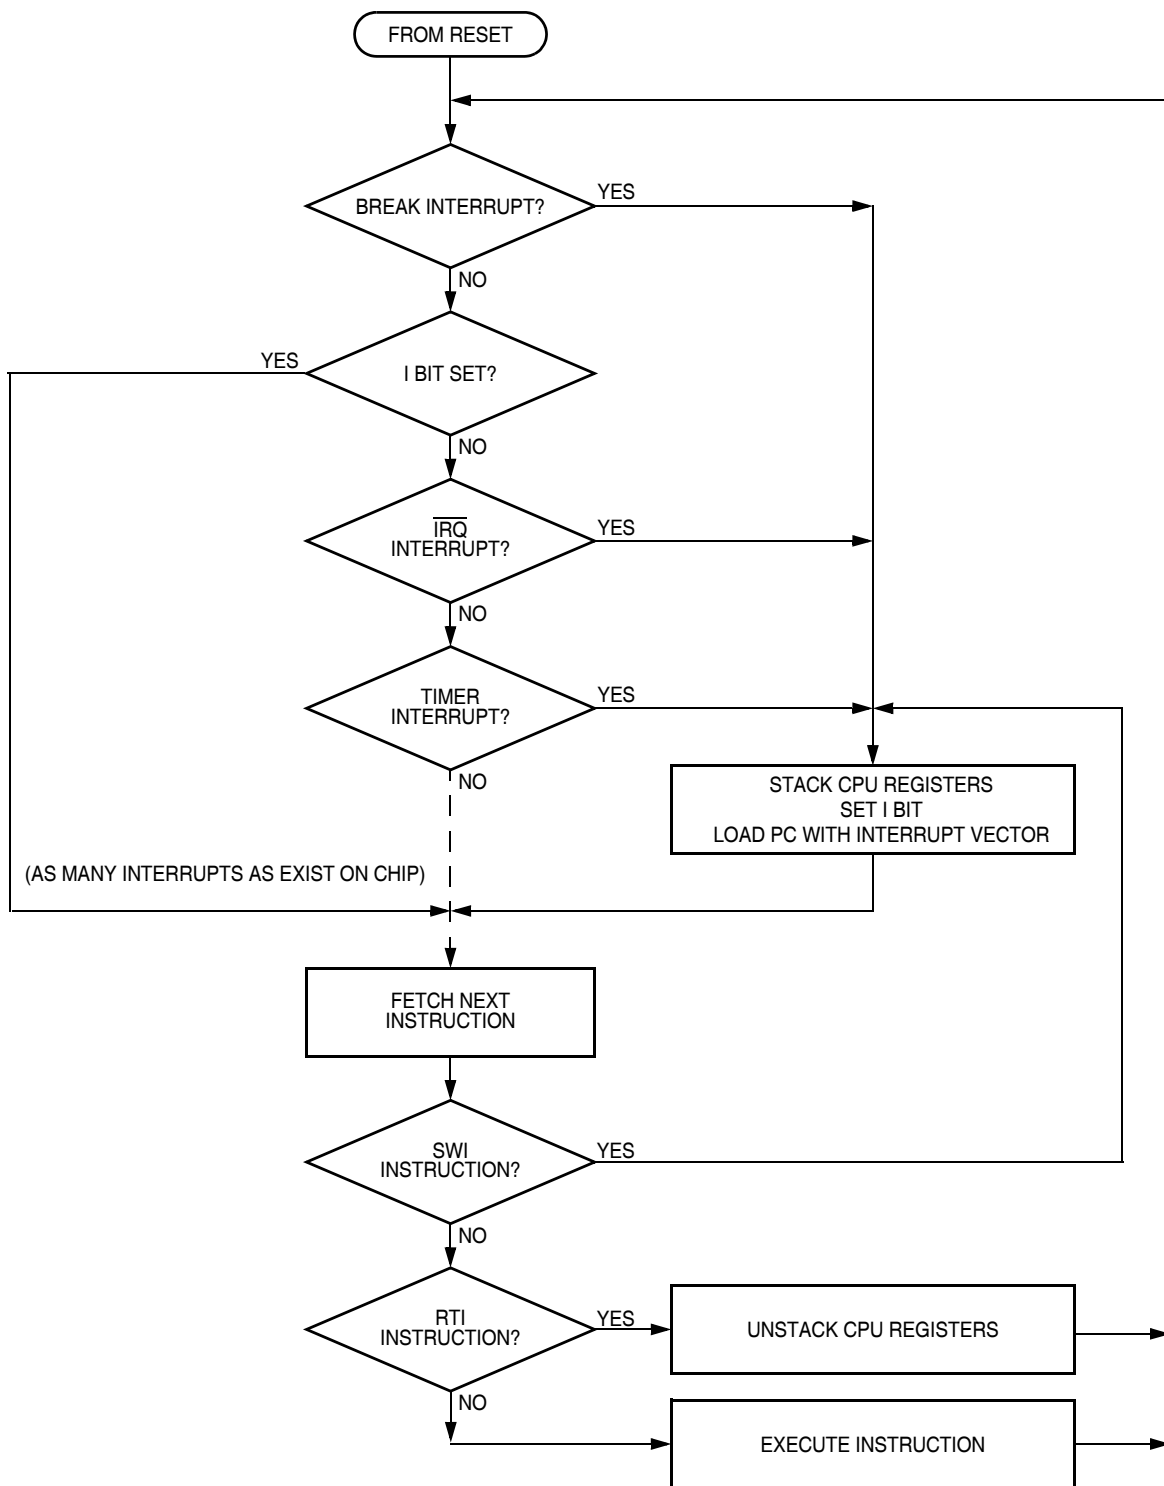 FROM RESET
BREAK INTERRUPT?
YES
NO
YES
I BIT SET?
NO
IRQ
INTERRUPT?
YES
NO
TIMER
INTERRUPT?
YES
NO
STACK CPU REGISTERS
SET I BIT
LOAD PC WITH INTERRUPT VECTOR
(AS MANY INTERRUPTS AS EXIST ON CHIP)
FETCH NEXT
INSTRUCTION
SWI
INSTRUCTION?
YES
NO
RTI
INSTRUCTION?
YES
UNSTACK CPU REGISTERS
NO
EXECUTE INSTRUCTION